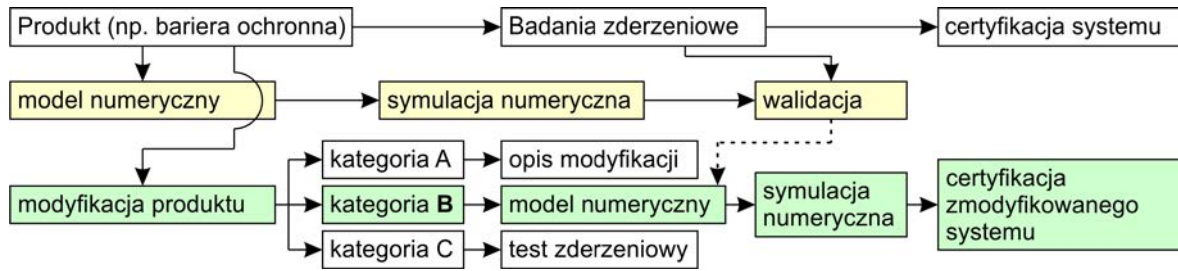 Produkt (np. bariera ochronna)
Badania zderzeniowe
certyfikacja systemu
model numeryczny
symulacja numeryczna
walidacja
kategoria A
opis modyfikacji
modyfikacja produktu
kategoria B
model numeryczny
symulacja
numeryczna
certyfikacja
zmodyfikowanego
systemu
kategoria C
test zderzeniowy